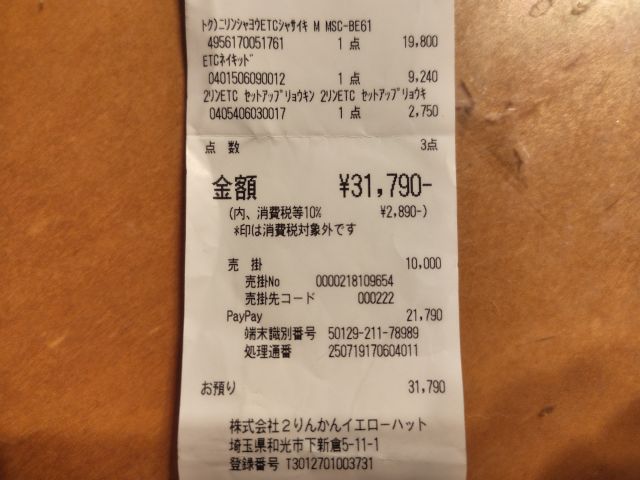 トク)ニリンシャヨウETCシャサイキ M MSC-BE61
4956170051761 1 点 19,800
ETCネイキッド
0401506090012 1 点 9,240
2リンETC セットアップリョウキン 2リンETC セットアップリョウキ
0405406030017 1 点 2,750
点 数 3点
金額 ¥31,790-
(内、消費税等10% ¥2,890-)
*印は消費税対象外です
売 掛 10,000
売掛No 0000218109654
売掛先コード 000222
PayPay 21,790
端末識別番号 50129-211-78989
処理通番 250719170604011
お預り 31,790
株式会社2りんかんイエローハット
埼玉県和光市下新倉5-11-1
登録番号 T3012701003731